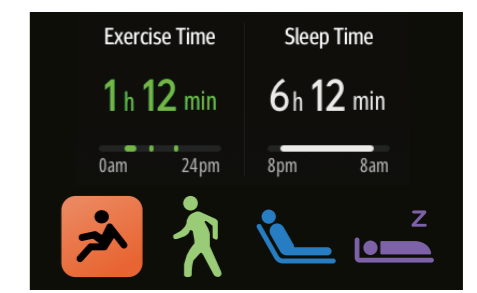 Exercise Time
Sleep Time
1h 12 min
6h 12 min
0am 24pm
8pm 8am
Z